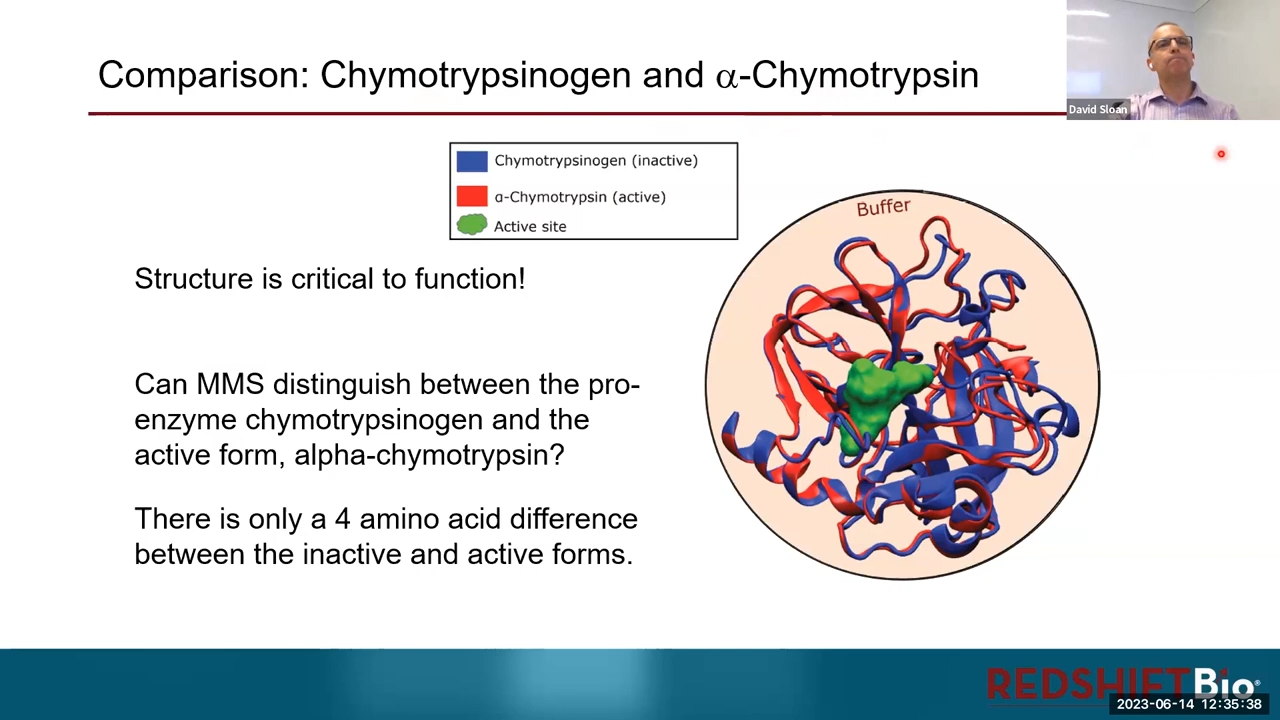 Comparison: Chymotrypsinogen and α-Chymotrypsin
David Sloan
Chymotrypsinogen (inactive)
α-Chymotrypsin (active)
Active site
Buffer
Structure is critical to function!
Can MMS distinguish between the pro-
enzyme chymotrypsinogen and the
active form, alpha-chymotrypsin?
There is only a 4 amino acid difference
between the inactive and active forms.
REDSHIFTBio®
2023-06-14 12:35:38